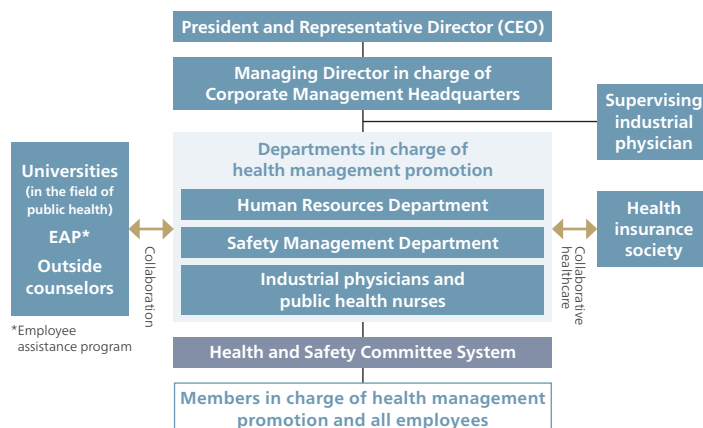 President and Representative Director (CEO)
Managing Director in charge of
Corporate Management Headquarters
Supervising
industrial
physician
Departments in charge of
health management promotion
Human Resources Department
Safety Management Department
Industrial physicians and
public health nurses
Universities
(in the field of
public health)
EAP*
Outside
counselors
*Employee
assistance program
Collaboration
Collaborative
healthcare
Health
insurance
society
Health and Safety Committee System
Members in charge of health management
promotion and all employees